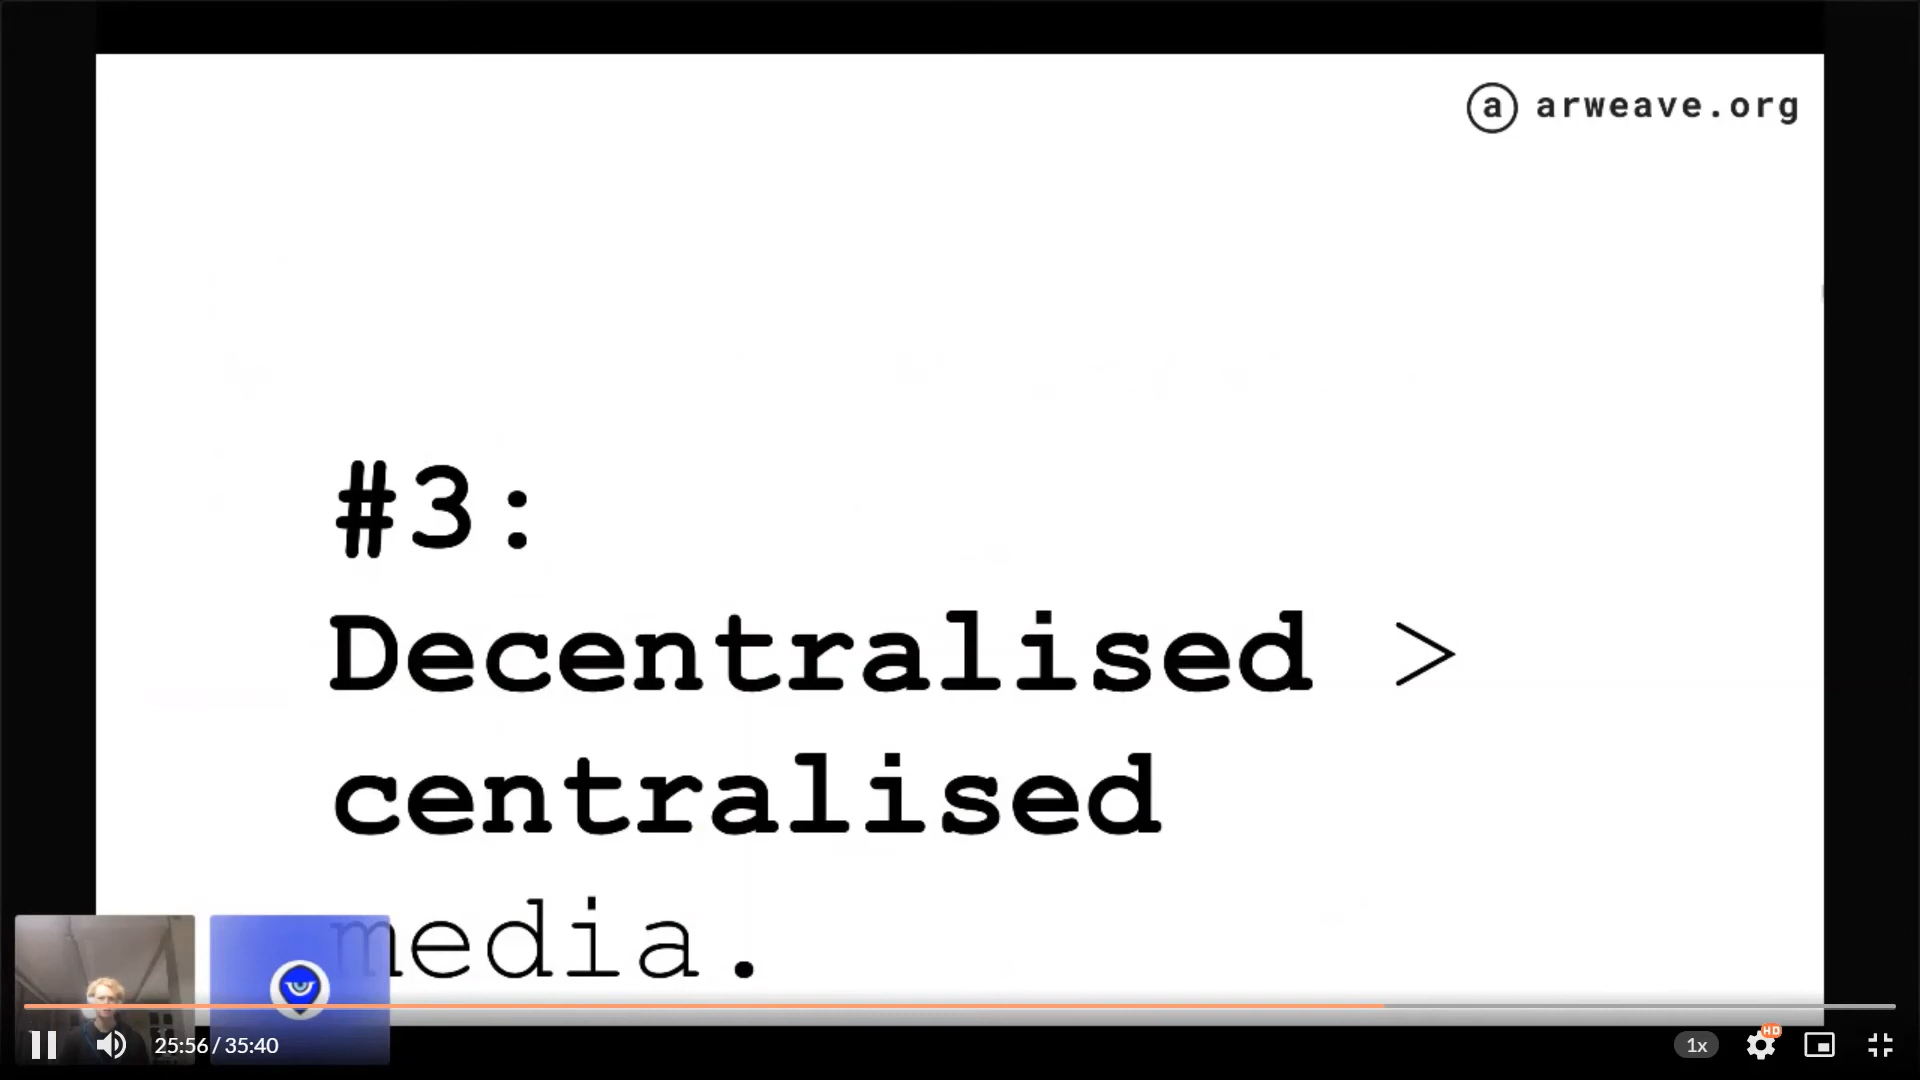 a arweave.org
#3:
Decentralised >
centralised
media.
25:56 / 35:40
1x
HD